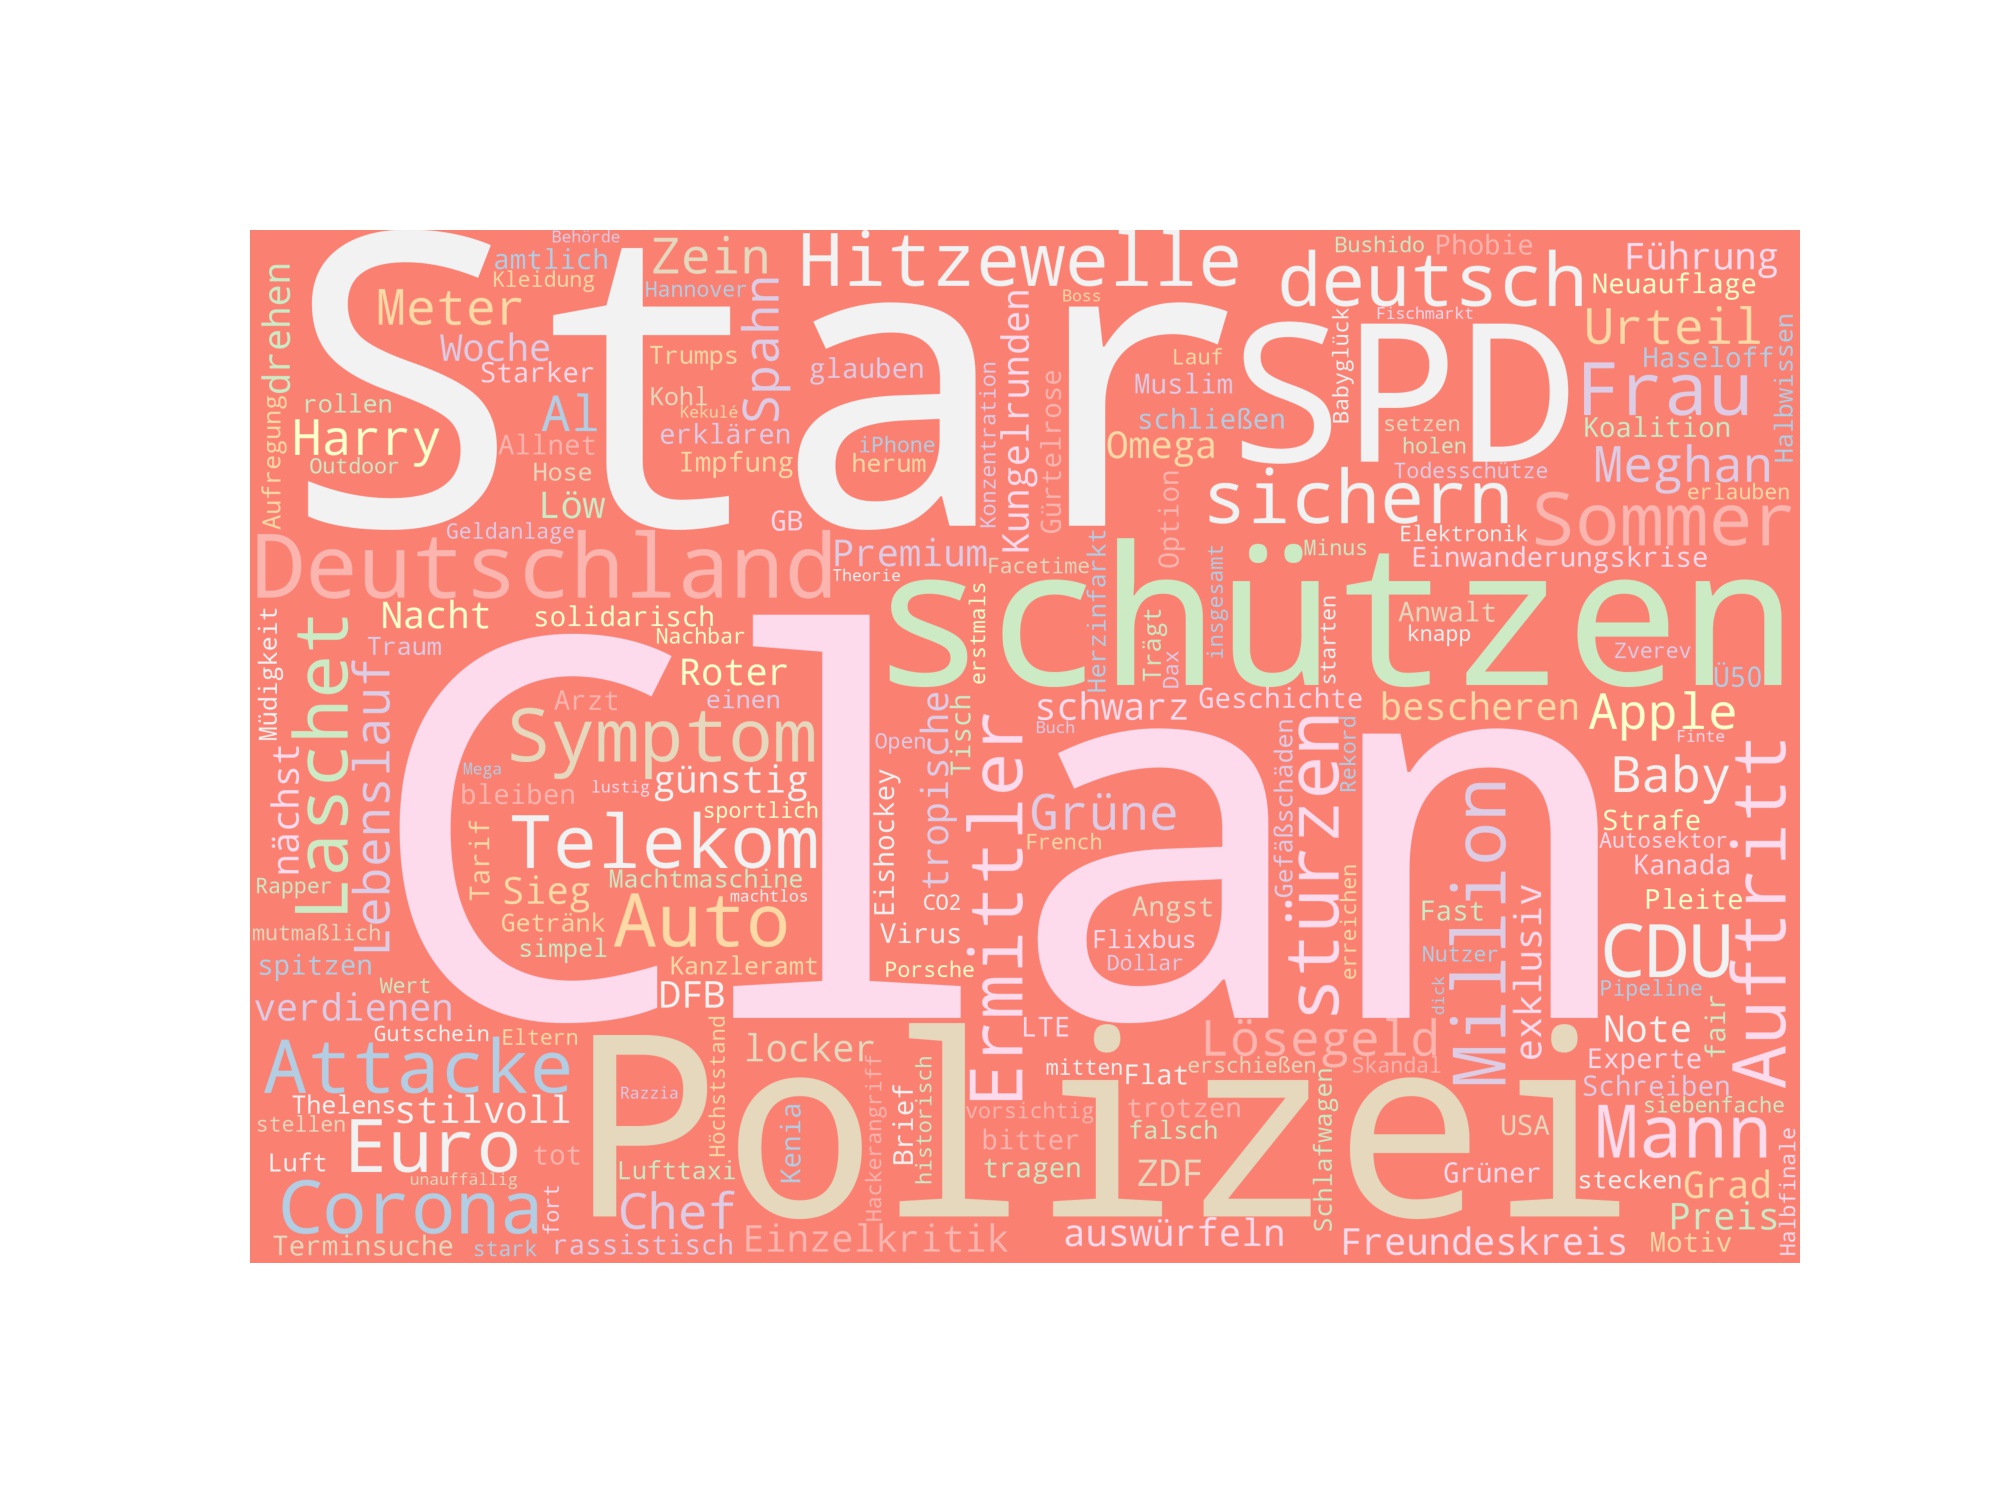 Star
Clan
Polizei
schützen
SPD
Deutschland
Hitzewelle
deutsch
sichern
Frau
Sommer
Symptom
Telekom
Auto
Attacke
Euro
Corona
Laschet
Ermittler
stürzen
Million
Auftritt
CDU
Mann
Behörde
amtlich
Kleidung
Zein
Hannover
Meter
Woche
Starker
Trumps
Spahn
glauben
Kohl
Kekulé
erklären
Impfung
iPhone
herum
Al
Allnet
Hose
Löw
GB
Geldanlage
Aufregung
drehen
rollen
Harry
Outdoor
Boss
Konzentration
Kungelrunden
Gürtelrose
Lauf
Muslim
schließen
Omega
Option
Bushido
Phobie
Fischmarkt
Babyglück
setzen
holen
Todesschütze
Führung
Neuauflage
Urteil
Haseloff
Halbwissen
Koalition
Meghan
erlauben
Elektronik
Minus
Einwanderungskrise
Premium
Theorie
Facetime
erstmals
Herzinfarkt
Trägt
Dax
insgesamt
starten
Anwalt
knapp
Zverev
Ü50
Müdigkeit
Nacht
solidarisch
Nachbar
Traum
Roter
Arzt
einen
Lebenslauf
nächst
Mega
bleiben
lustig
günstig
sportlich
Open
tropische
Tisch
schwarz
Geschichte
Buch
bescheren
Apple
Finte
Baby
Gefäßschäden
Rekord
Grüne
French
Eishockey
Strafe
Autosektor
Kanada
Pleite
Tarif
Sieg
Machtmaschine
machtlos
Rapper
Getränk
simpel
mutmaßlich
spitzen
Wert
verdienen
Kanzleramt
DFB
CO2
Virus
Porsche
Angst
Flixbus
Dollar
erreichen
Fast
Nutzer
dick
exklusiv
Pipeline
Gutschein
Eltern
Höchststand
locker
LTE
Lösegeld
Note
fair
Experte
Schreiben
siebenfache
Thelens
stilvoll
stellen
Luft
tot
unauffällig
Razzia
Kenia
Hackerangriff
Brief
historisch
mitten
Flat
erschießen
Skandal
vorsichtig
trotzen
bitter
falsch
tragen
ZDF
Schlafwagen
USA
Grüner
stecken
Grad
Preis
Motiv
Halbfinale
Lufttaxi
Chef
fort
Terminsuche
stark
rassistisch
Einzelkritik
auswürfeln
Freundeskreis